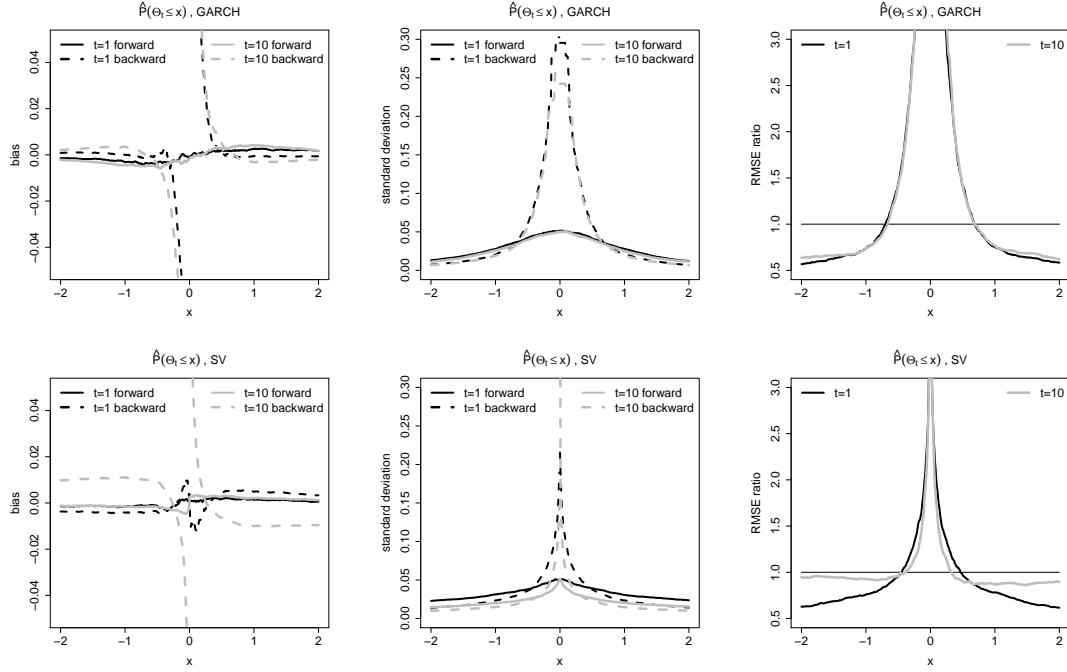 P̂(Θₜ ≤ x) , GARCH
t=1 forward
t=1 backward
t=10 forward
t=10 backward
bias
0.04
0.02
0.00
−0.02
−0.04
−2 −1 0 1 2
x
P̂(Θₜ ≤ x) , GARCH
t=1 forward
t=1 backward
t=10 forward
t=10 backward
standard deviation
0.30
0.25
0.20
0.15
0.10
0.05
0.00
−2 −1 0 1 2
x
P̂(Θₜ ≤ x) , GARCH
t=1
t=10
RMSE ratio
3.0
2.5
2.0
1.5
1.0
0.5
−2 −1 0 1 2
x
P̂(Θₜ ≤ x) , SV
t=1 forward
t=1 backward
t=10 forward
t=10 backward
bias
0.04
0.02
0.00
−0.02
−0.04
−2 −1 0 1 2
x
P̂(Θₜ ≤ x) , SV
t=1 forward
t=1 backward
t=10 forward
t=10 backward
standard deviation
0.30
0.25
0.20
0.15
0.10
0.05
0.00
−2 −1 0 1 2
x
P̂(Θₜ ≤ x) , SV
t=1
t=10
RMSE ratio
3.0
2.5
2.0
1.5
1.0
0.5
−2 −1 0 1 2
x